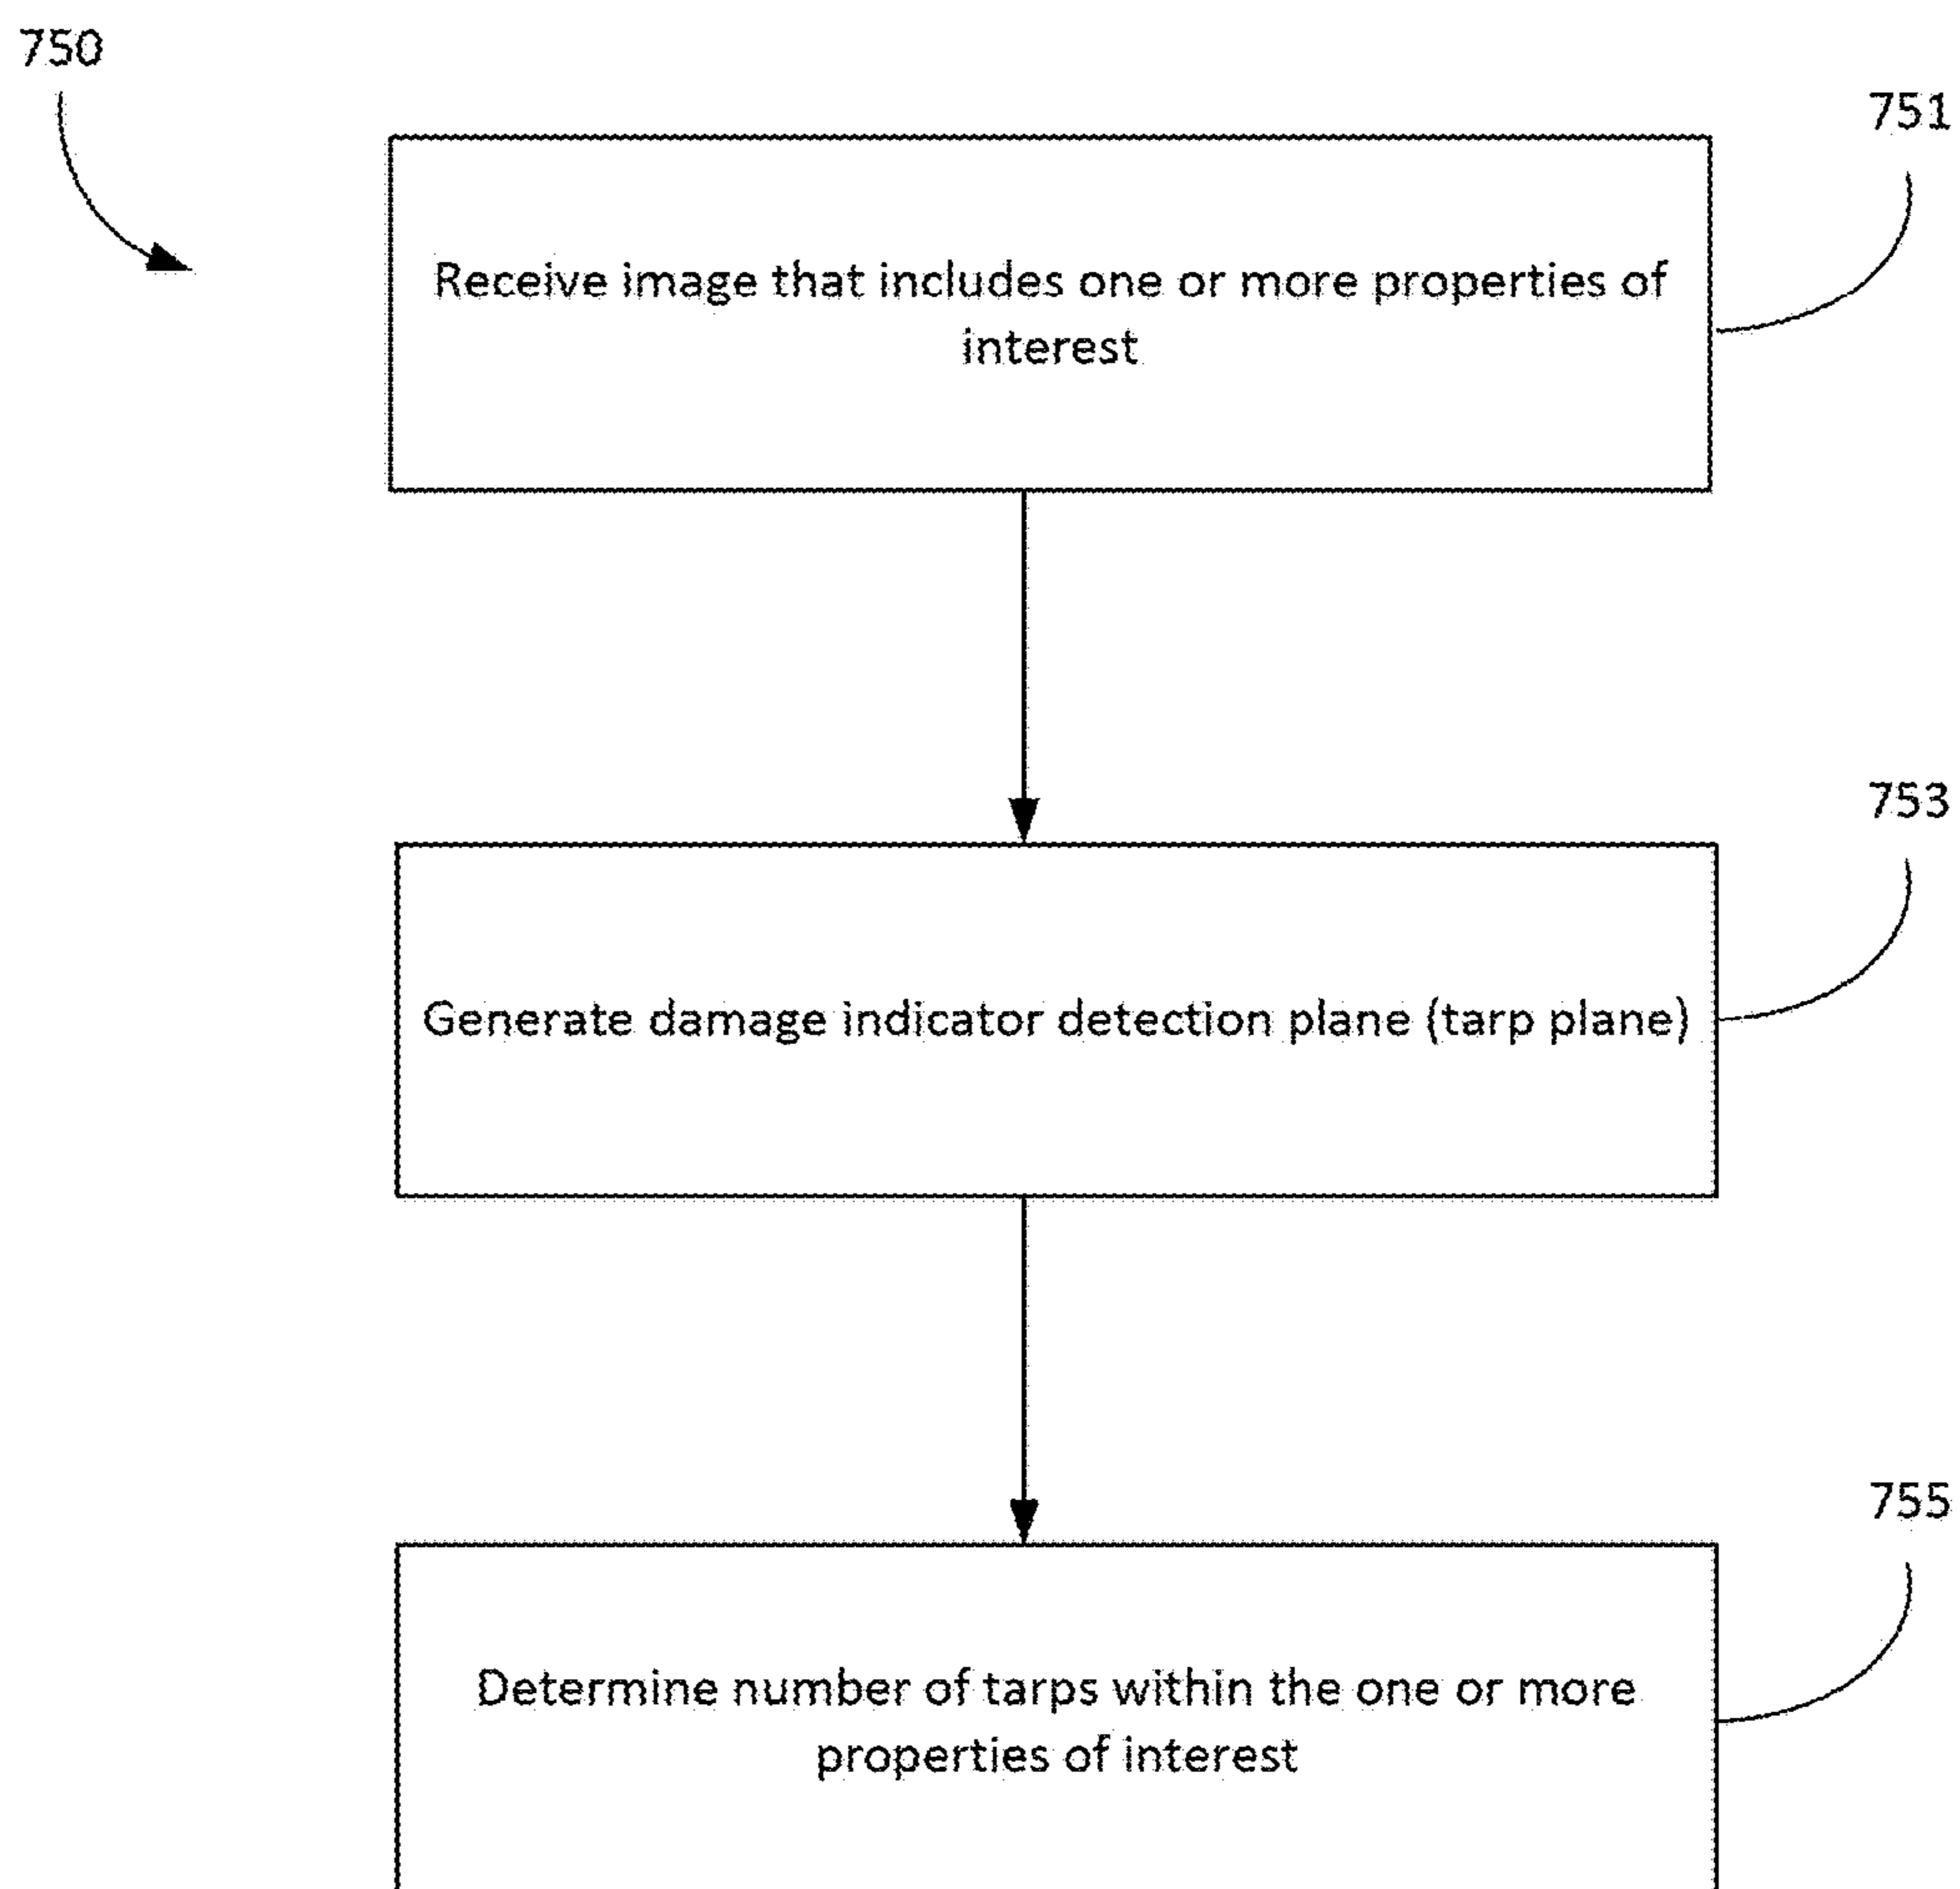 750
751
Receive image that includes one or more properties of
interest
753
Generate damage indicator detection plane (tarp plane)
755
Determine number of tarps within the one or more
properties of interest